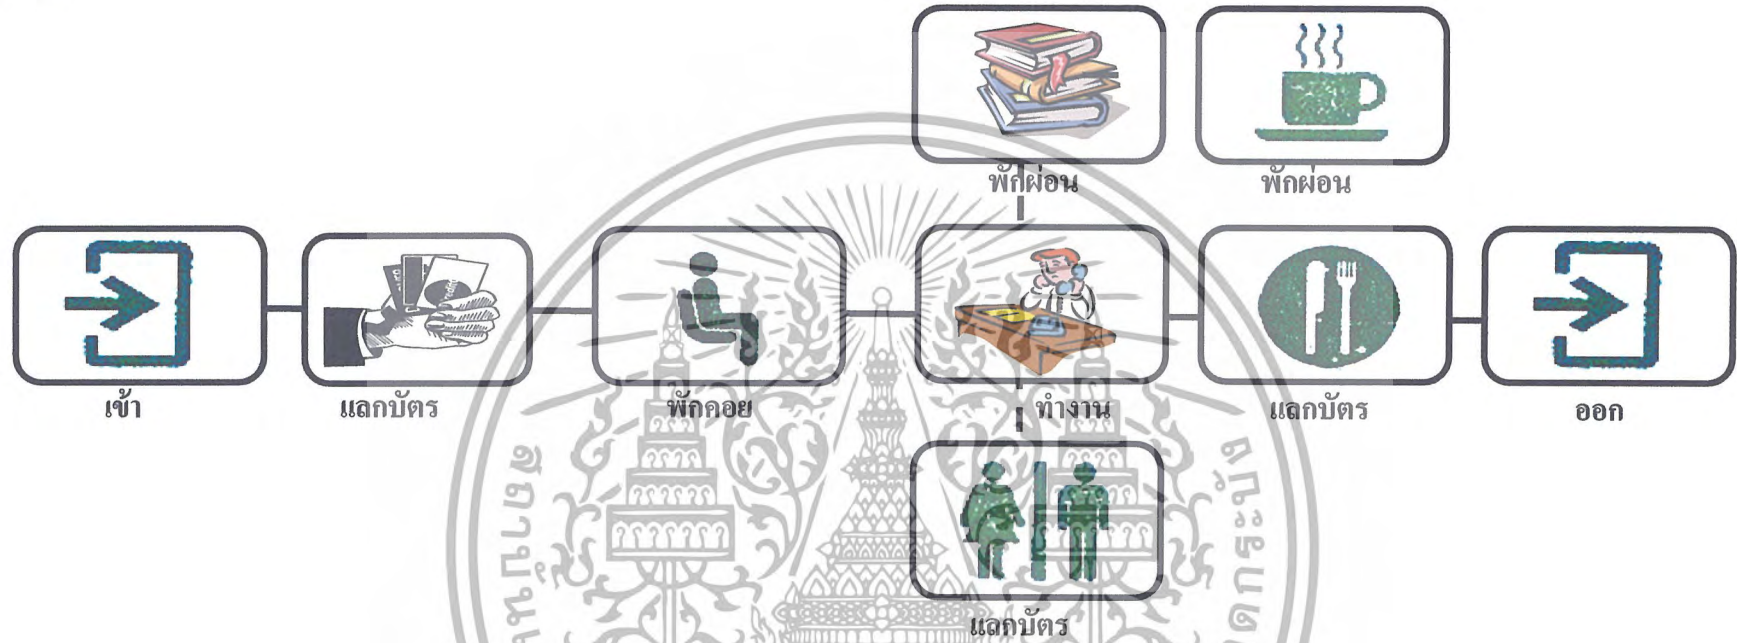 พักผ่อน
พักผ่อน
เข้า
แลกบัตร
พักคอย
ทำงาน
แลกบัตร
ออก
แลกบัตร